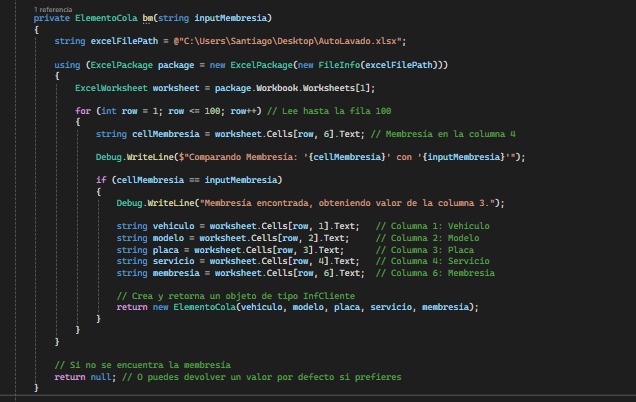 1 referencia
private ElementoCola bm(string inputMembresia)
{
string excelFilePath = @"C:\Users\Santiago\Desktop\AutoLavado.xlsx";
using (ExcelPackage package = new ExcelPackage(new FileInfo(excelFilePath)))
{
ExcelWorksheet worksheet = package.Workbook.Worksheets[1];
for (int row = 1; row <= 100; row++) // Lee hasta la fila 100
{
string cellMembresia = worksheet.Cells[row, 6].Text; // Membresía en la columna 4
Debug.WriteLine($"Comparando Membresía: '{cellMembresia}' con '{inputMembresia}'");
if (cellMembresia == inputMembresia)
{
Debug.WriteLine("Membresía encontrada, obteniendo valor de la columna 3.");
string vehiculo = worksheet.Cells[row, 1].Text; // Columna 1: Vehiculo
string modelo = worksheet.Cells[row, 2].Text; // Columna 2: Modelo
string placa = worksheet.Cells[row, 3].Text; // Columna 3: Placa
string servicio = worksheet.Cells[row, 4].Text; // Columna 4: Servicio
string membresia = worksheet.Cells[row, 6].Text; // Columna 6: Membresía
// Crea y retorna un objeto de tipo InfCliente
return new ElementoCola(vehiculo, modelo, placa, servicio, membresia);
}
}
}
// Si no se encuentra la membresía
return null; // O puedes devolver un valor por defecto si prefieres
}